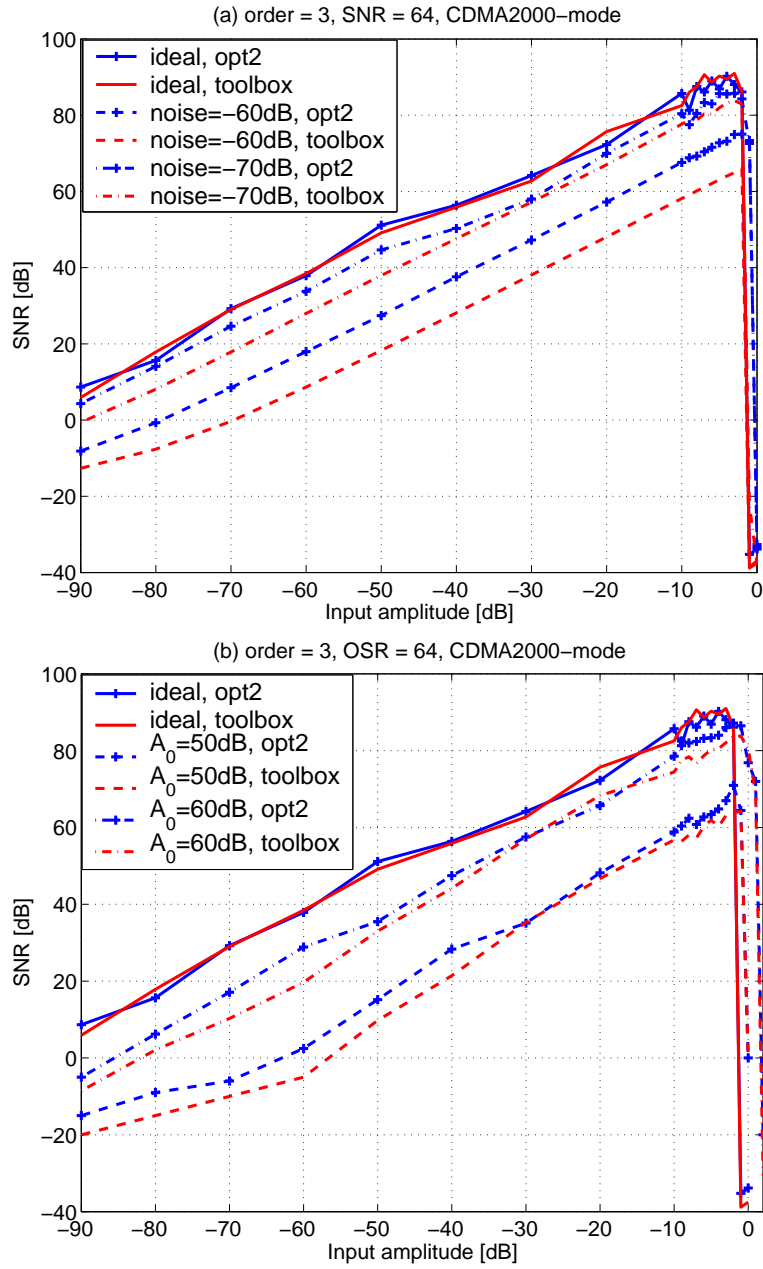 (a) order = 3, SNR = 64, CDMA2000−mode
100
80
60
40
20
0
−20
−40
SNR [dB]
ideal, opt2
ideal, toolbox
noise=−60dB, opt2
noise=−60dB, toolbox
noise=−70dB, opt2
noise=−70dB, toolbox
−90 −80 −70 −60 −50 −40 −30 −20 −10 0
Input amplitude [dB]
(b) order = 3, OSR = 64, CDMA2000−mode
100
80
60
40
20
0
−20
−40
SNR [dB]
ideal, opt2
ideal, toolbox
A_0=50dB, opt2
A_0=50dB, toolbox
A_0=60dB, opt2
A_0=60dB, toolbox
−90 −80 −70 −60 −50 −40 −30 −20 −10 0
Input amplitude [dB]